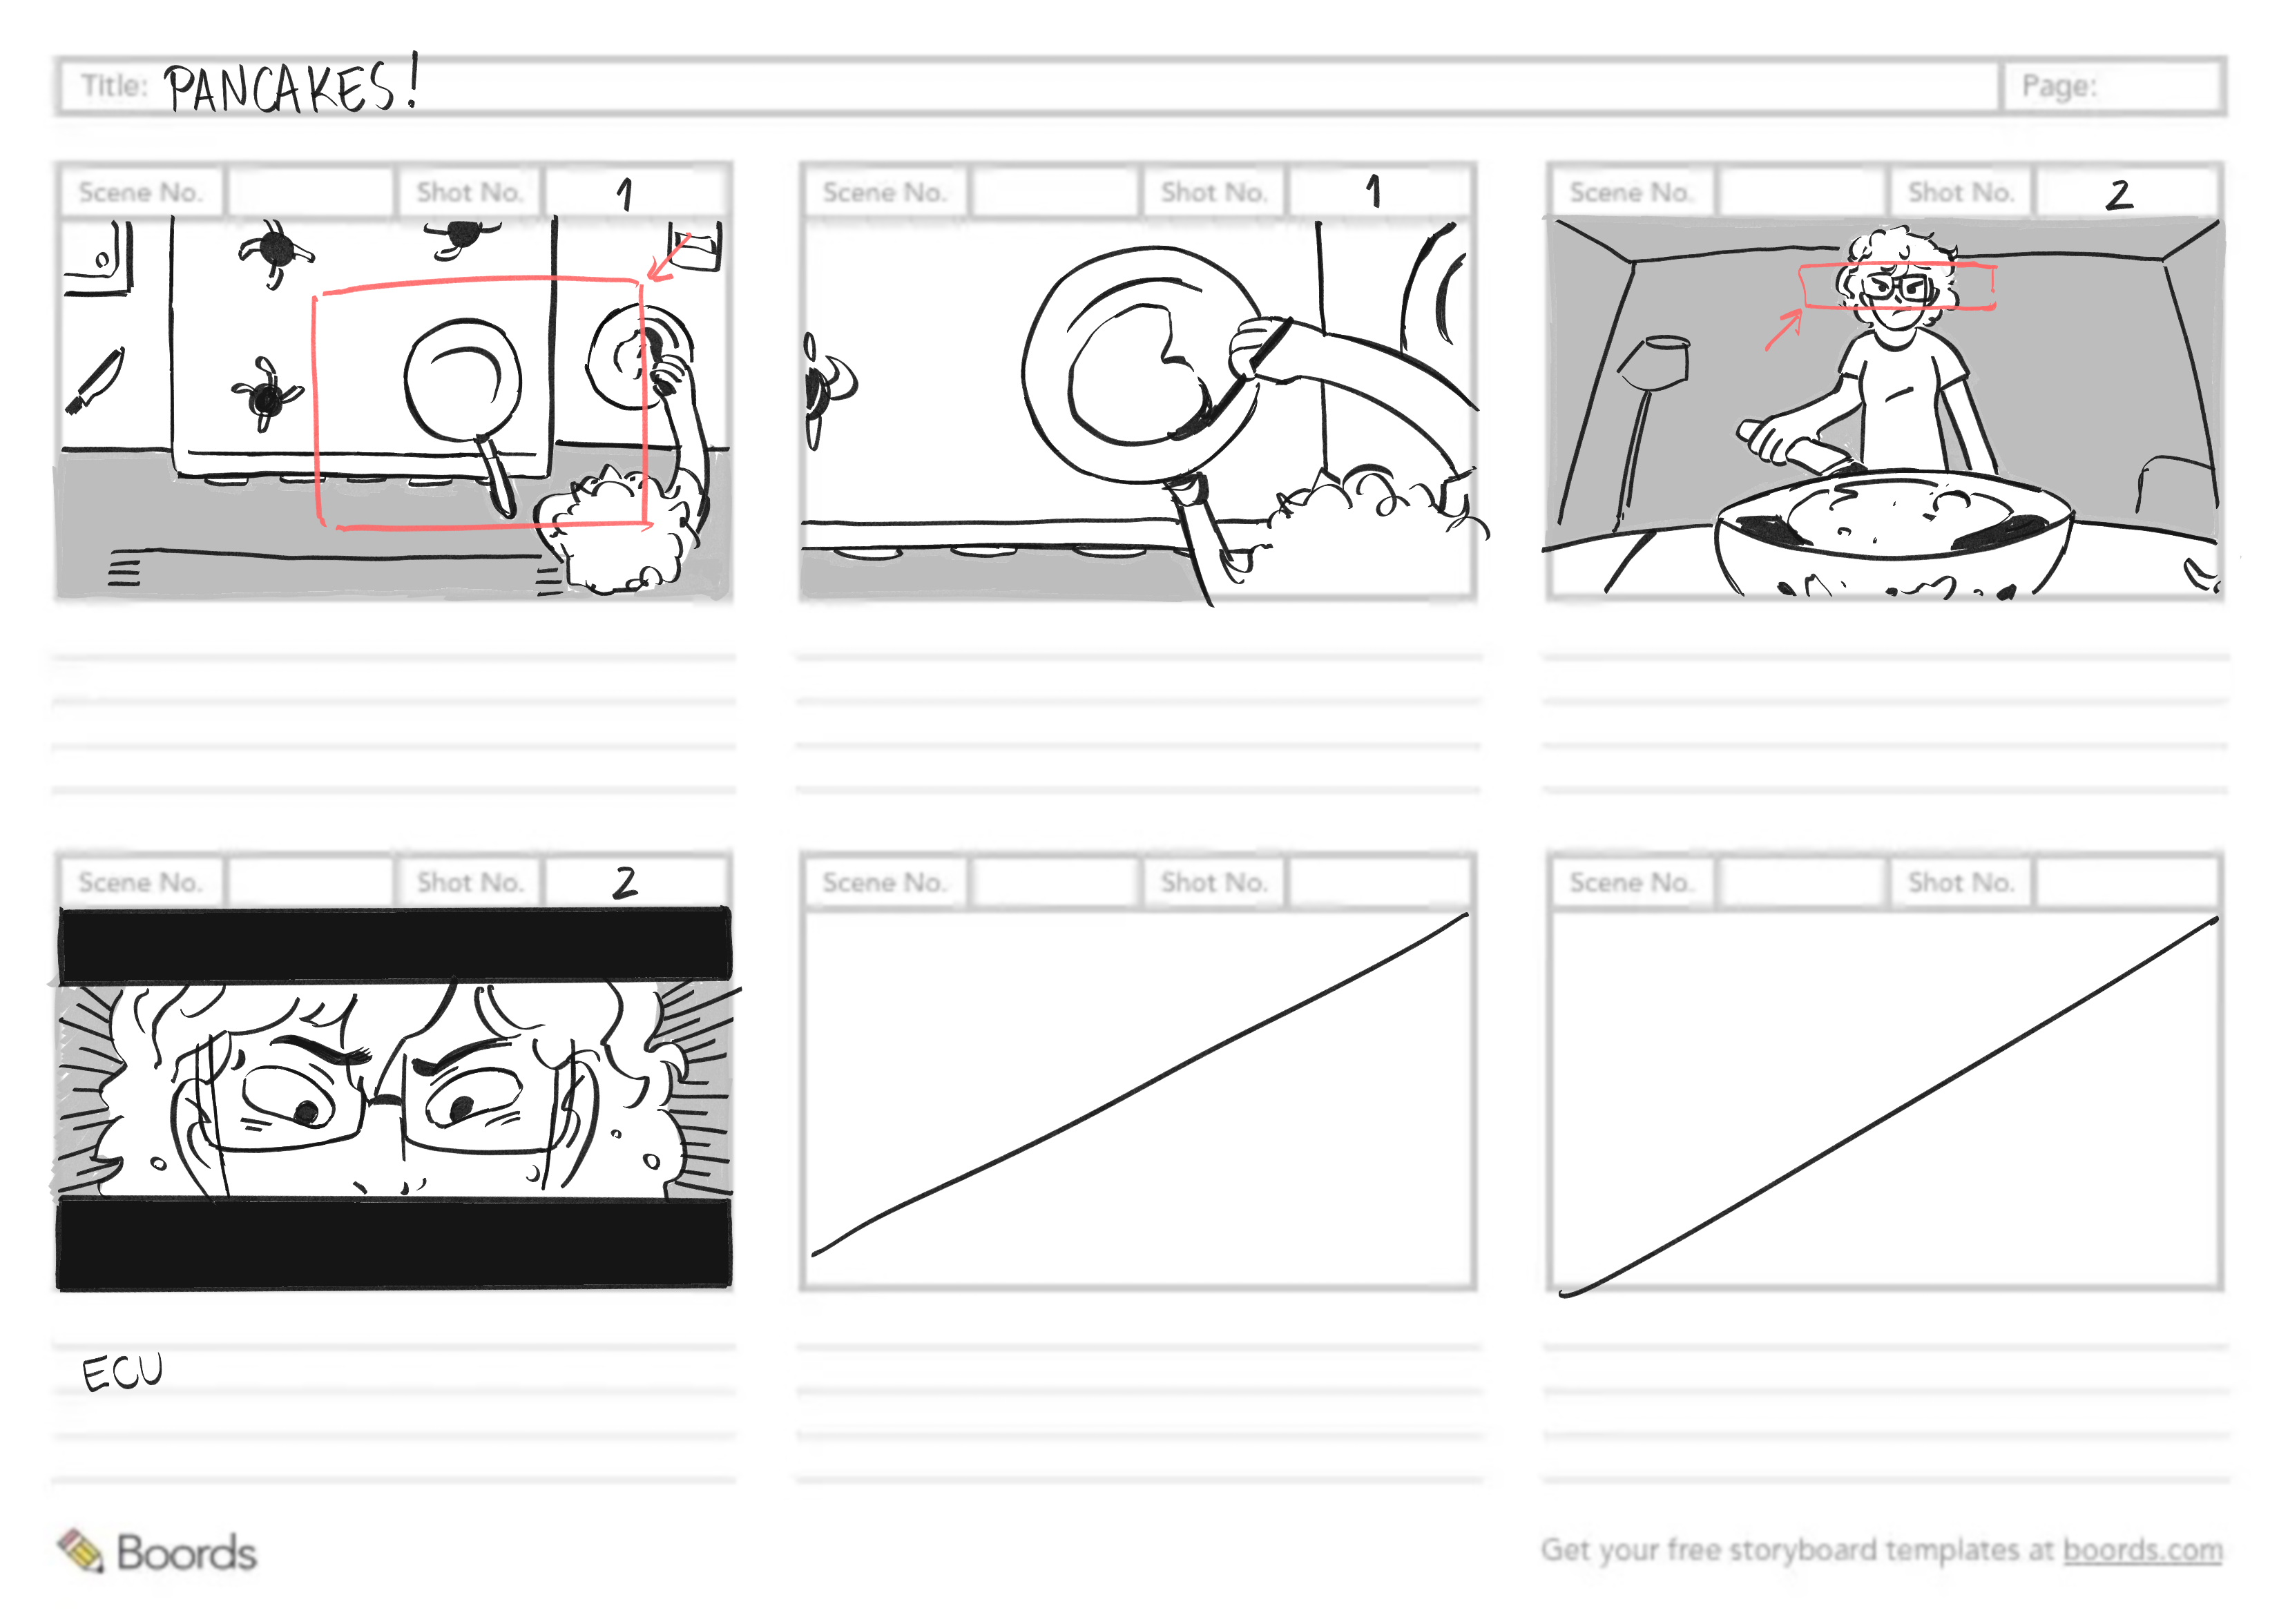 Title: PANCAKES! Page:
Scene No. Shot No. 1
Scene No. Shot No. 1
Scene No. Shot No. 2
Scene No. Shot No. 2
Scene No. Shot No.
Scene No. Shot No.
ECU
Boords
Get your free storyboard templates at boords.com